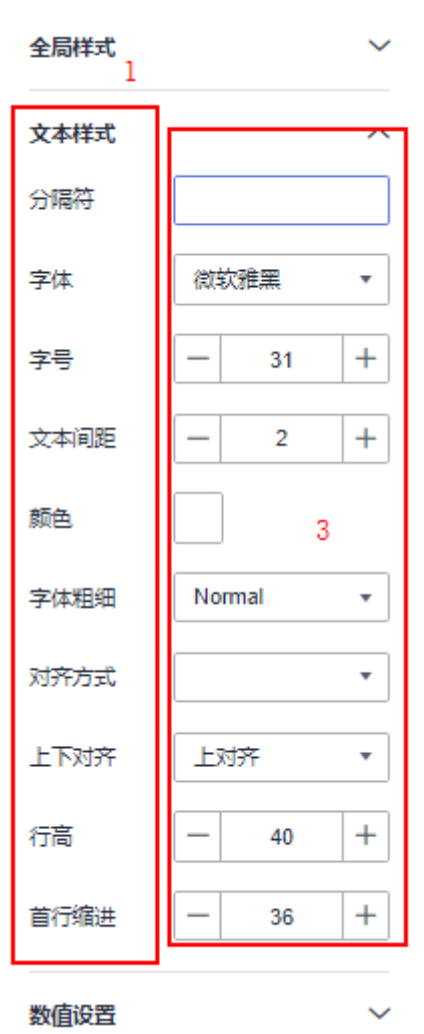 全局样式
1
文本样式
分隔符
字体 微软雅黑
字号 — 31 +
文本间距 — 2 +
颜色
3
字体粗细 Normal
对齐方式
上下对齐 上对齐
行高 — 40 +
首行缩进 — 36 +
数值设置